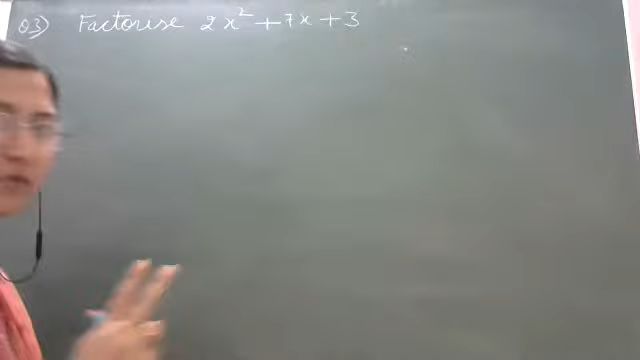 Q3) Factorise 2x² + 7x + 3